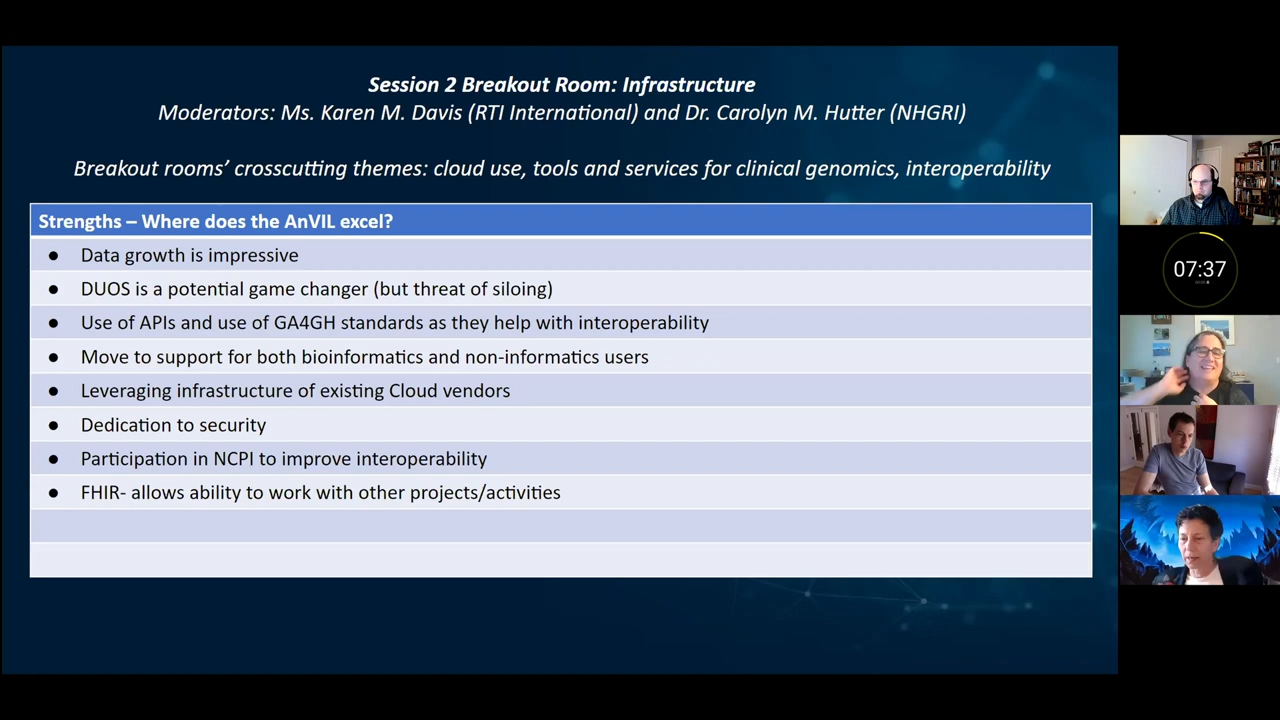 Session 2 Breakout Room: Infrastructure
Moderators: Ms. Karen M. Davis (RTI International) and Dr. Carolyn M. Hutter (NHGRI)
Breakout rooms’ crosscutting themes: cloud use, tools and services for clinical genomics, interoperability
Strengths – Where does the AnVIL excel?
● Data growth is impressive
● DUOS is a potential game changer (but threat of siloing)
● Use of APIs and use of GA4GH standards as they help with interoperability
● Move to support for both bioinformatics and non-informatics users
● Leveraging infrastructure of existing Cloud vendors
● Dedication to security
● Participation in NCPI to improve interoperability
● FHIR- allows ability to work with other projects/activities
07:37